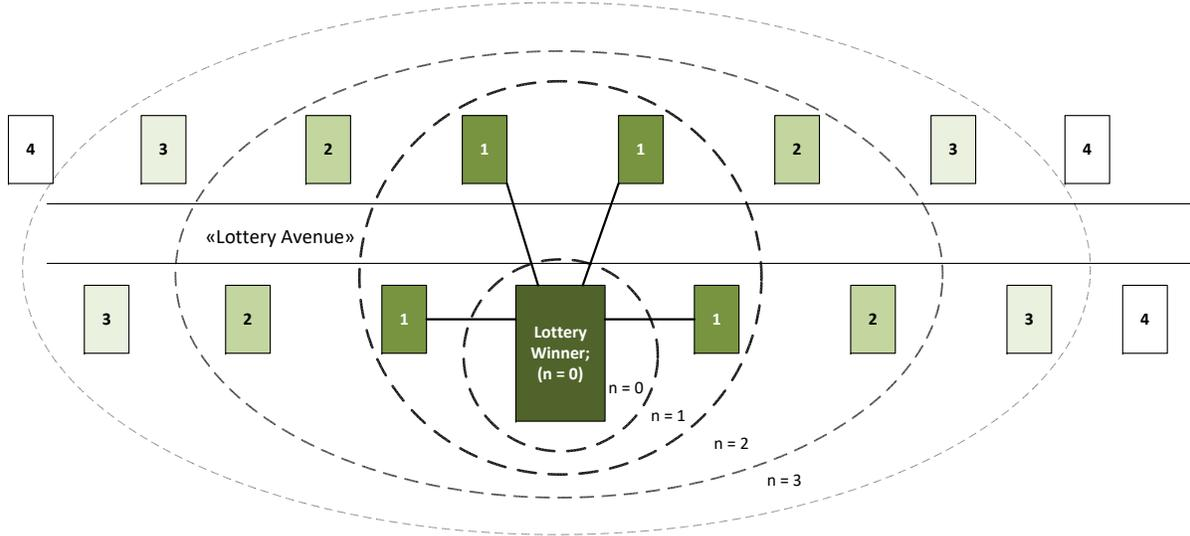 4 3 2 1 1 2 3 4
«Lottery Avenue»
3 2 1 1 2 3 4
Lottery
Winner;
(n = 0)
n = 0
n = 1
n = 2
n = 3